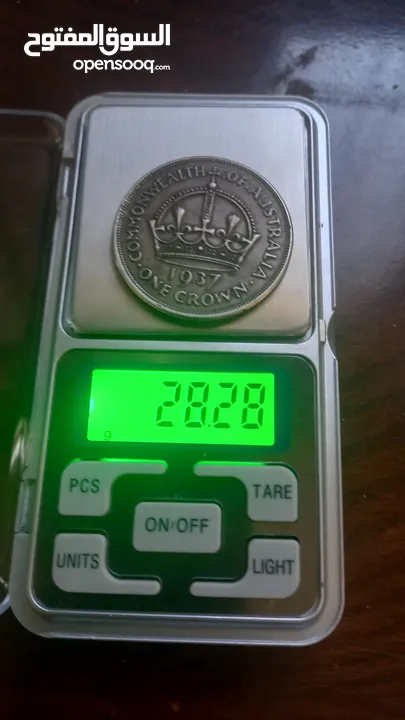 السوق المفتوح
opensooq.com
COMMONWEALTH · OF · AUSTRALIA
1937
· ONE CROWN ·
28.28
g
PCS
TARE
ON/OFF
UNITS
LIGHT